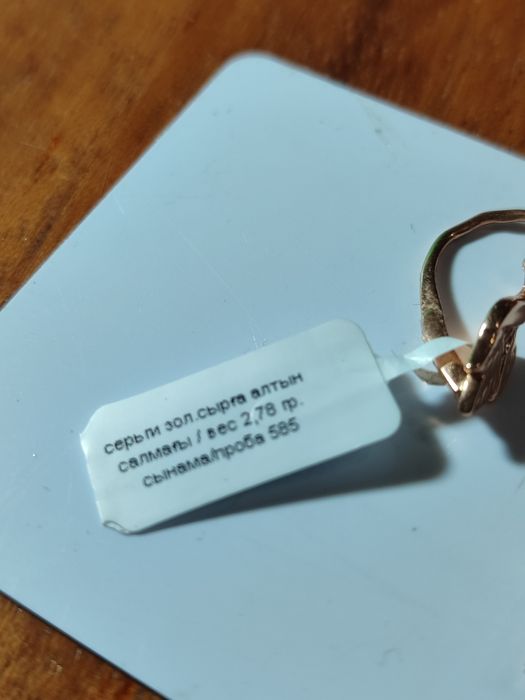 серьги зол.сырға алтын
салмағы / вес 2,78 гр.
сынама/проба 585